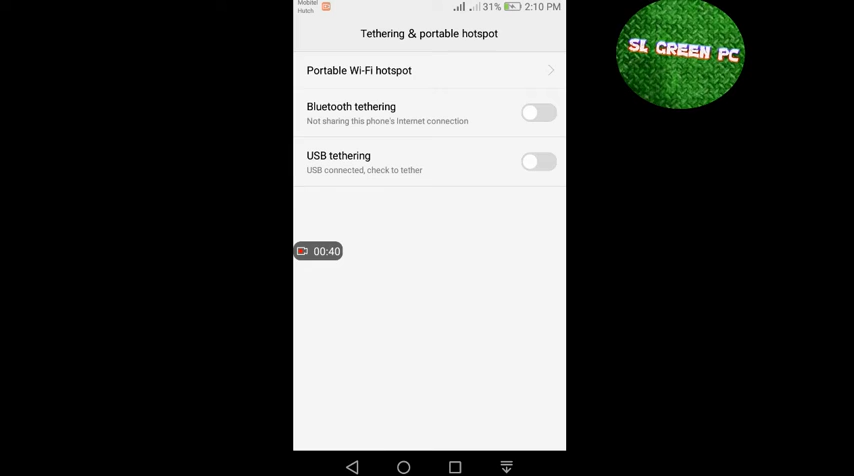 Mobitel
Hutch
31%
2:10 PM
Tethering & portable hotspot
Portable Wi-Fi hotspot
Bluetooth tethering
Not sharing this phone's Internet connection
USB tethering
USB connected, check to tether
00:40
SL GREEN PC